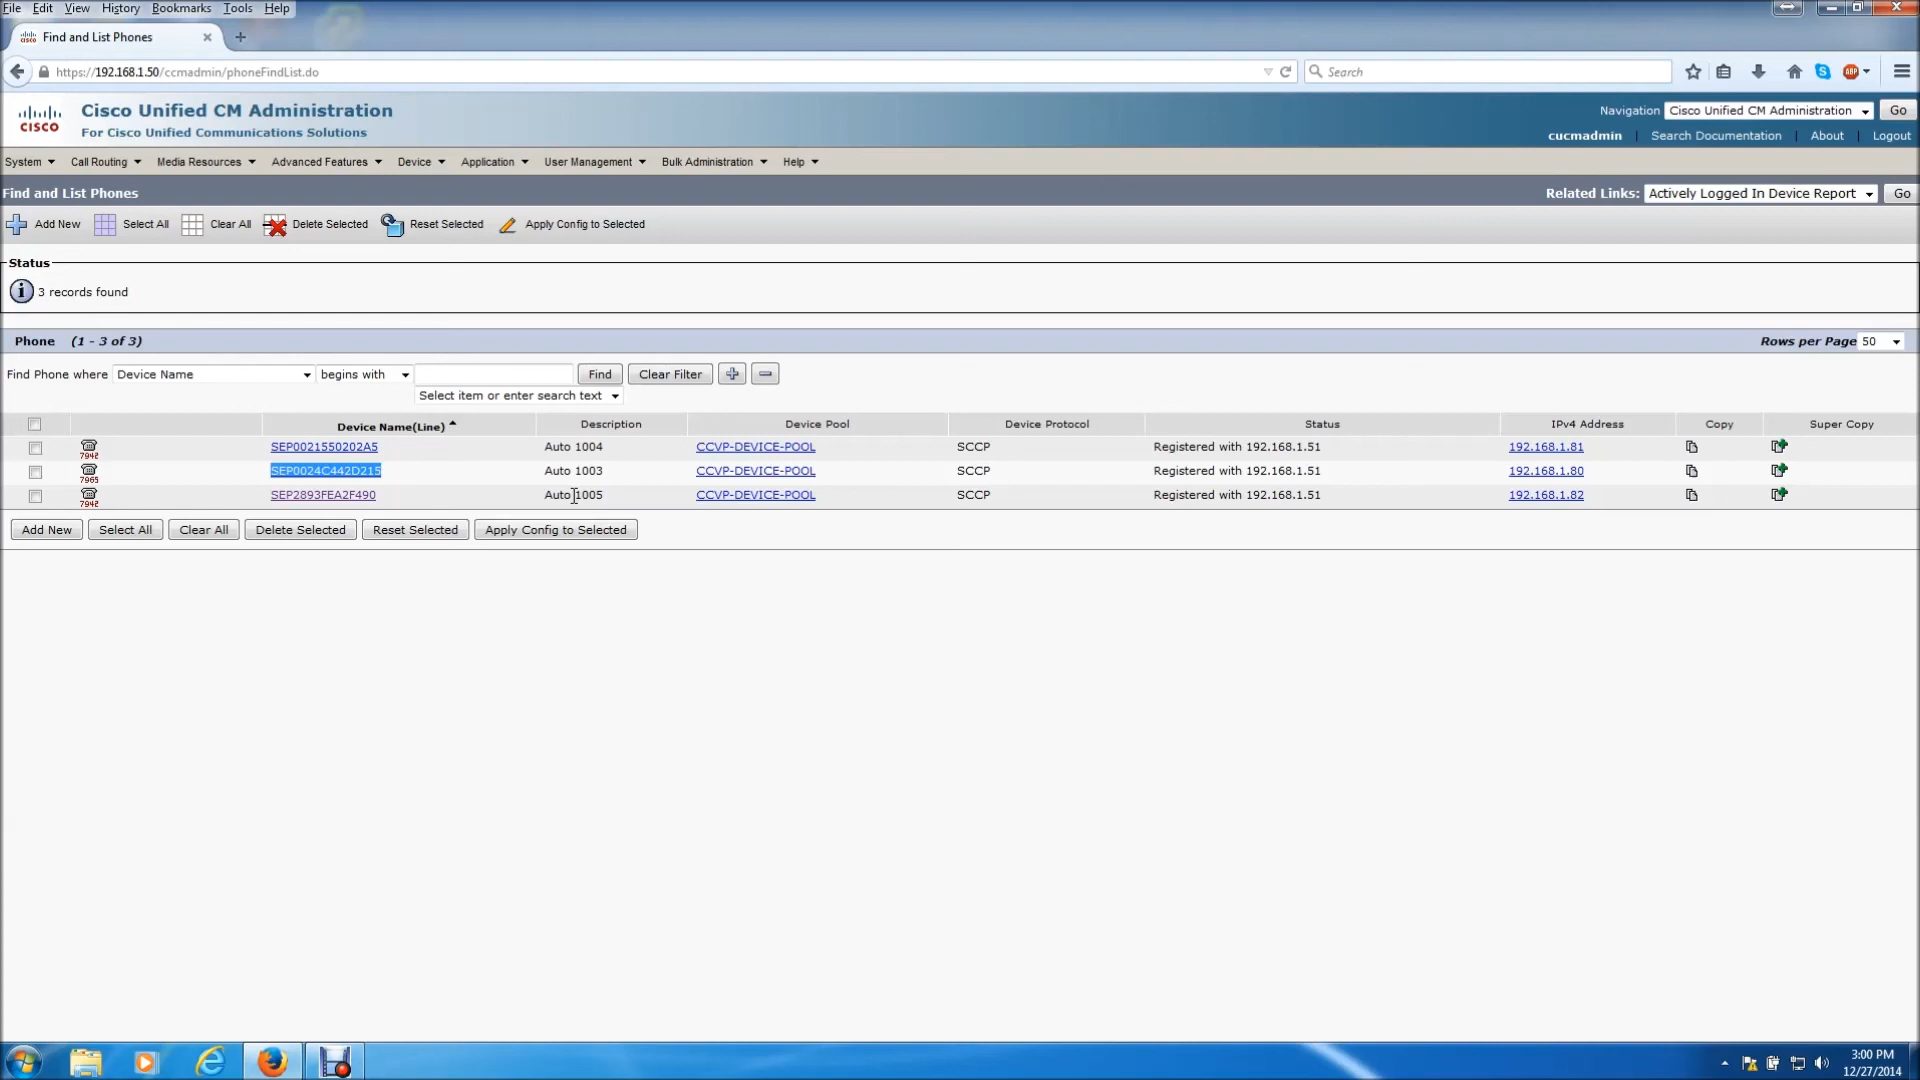 File Edit View History Bookmarks Tools Help
Find and List Phones
https://192.168.1.50/ccmadmin/phoneFindList.do
Search
ABP
CISCO
Cisco Unified CM Administration
For Cisco Unified Communications Solutions
Navigation Cisco Unified CM Administration Go
cucmadmin | Search Documentation | About | Logout
System Call Routing Media Resources Advanced Features Device Application User Management Bulk Administration Help
Find and List Phones
Related Links: Actively Logged In Device Report Go
Add New Select All Clear All Delete Selected Reset Selected Apply Config to Selected
Status
3 records found
Phone (1 - 3 of 3)
Rows per Page 50
Find Phone where Device Name begins with Find Clear Filter
Select item or enter search text
Device Name(Line) Description Device Pool Device Protocol Status IPv4 Address Copy Super Copy
7942 SEP0021550202A5 Auto 1004 CCVP-DEVICE-POOL SCCP Registered with 192.168.1.51 192.168.1.81
7965 SEP0024C442D215 Auto 1003 CCVP-DEVICE-POOL SCCP Registered with 192.168.1.51 192.168.1.80
7942 SEP2893FEA2F490 Auto 1005 CCVP-DEVICE-POOL SCCP Registered with 192.168.1.51 192.168.1.82
Add New Select All Clear All Delete Selected Reset Selected Apply Config to Selected
3:00 PM
12/27/2014